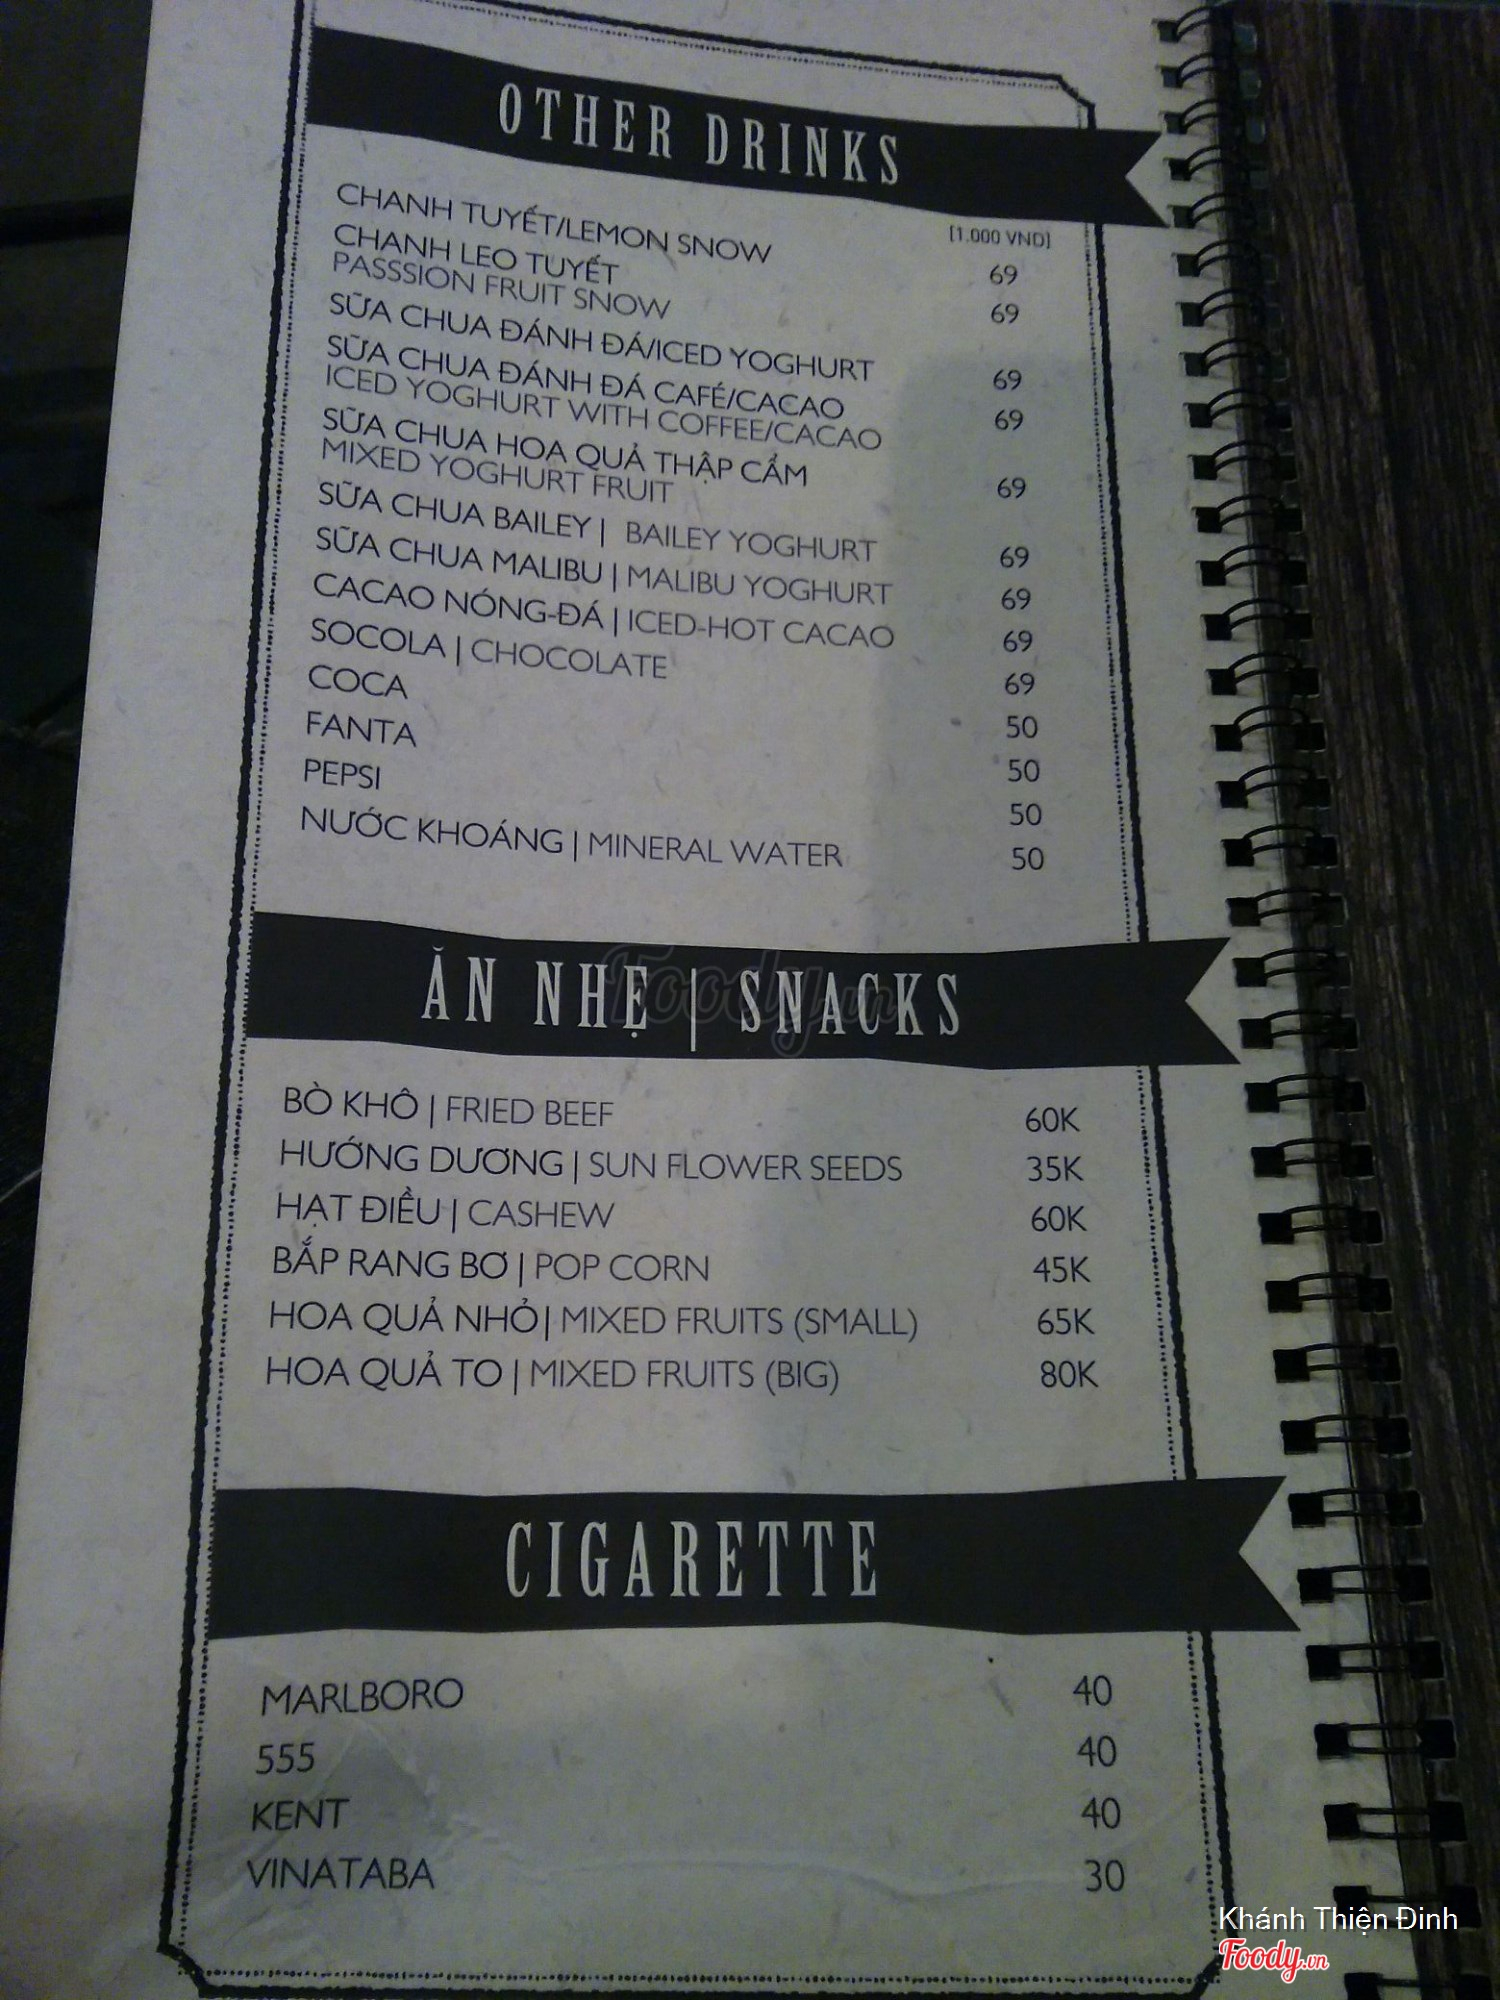 OTHER DRINKS
[1.000 VND]
CHANH TUYẾT/LEMON SNOW 69
CHANH LEO TUYẾT 69
PASSSION FRUIT SNOW
SỮA CHUA ĐÁNH ĐÁ/ICED YOGHURT 69
SỮA CHUA ĐÁNH ĐÁ CAFÉ/CACAO 69
ICED YOGHURT WITH COFFEE/CACAO
SỮA CHUA HOA QUẢ THẬP CẨM 69
MIXED YOGHURT FRUIT
SỮA CHUA BAILEY | BAILEY YOGHURT 69
SỮA CHUA MALIBU | MALIBU YOGHURT 69
CACAO NÓNG-ĐÁ | ICED-HOT CACAO 69
SOCOLA | CHOCOLATE 69
COCA 50
FANTA 50
PEPSI 50
NƯỚC KHOÁNG | MINERAL WATER 50
ĂN NHẸ | SNACKS
Foody.vn
BÒ KHÔ | FRIED BEEF 60K
HƯỚNG DƯƠNG | SUN FLOWER SEEDS 35K
HẠT ĐIỀU | CASHEW 60K
BẮP RANG BƠ | POP CORN 45K
HOA QUẢ NHỎ | MIXED FRUITS (SMALL) 65K
HOA QUẢ TO | MIXED FRUITS (BIG) 80K
CIGARETTE
MARLBORO 40
555 40
KENT 40
VINATABA 30
Khánh Thiện Đinh
Foody.vn